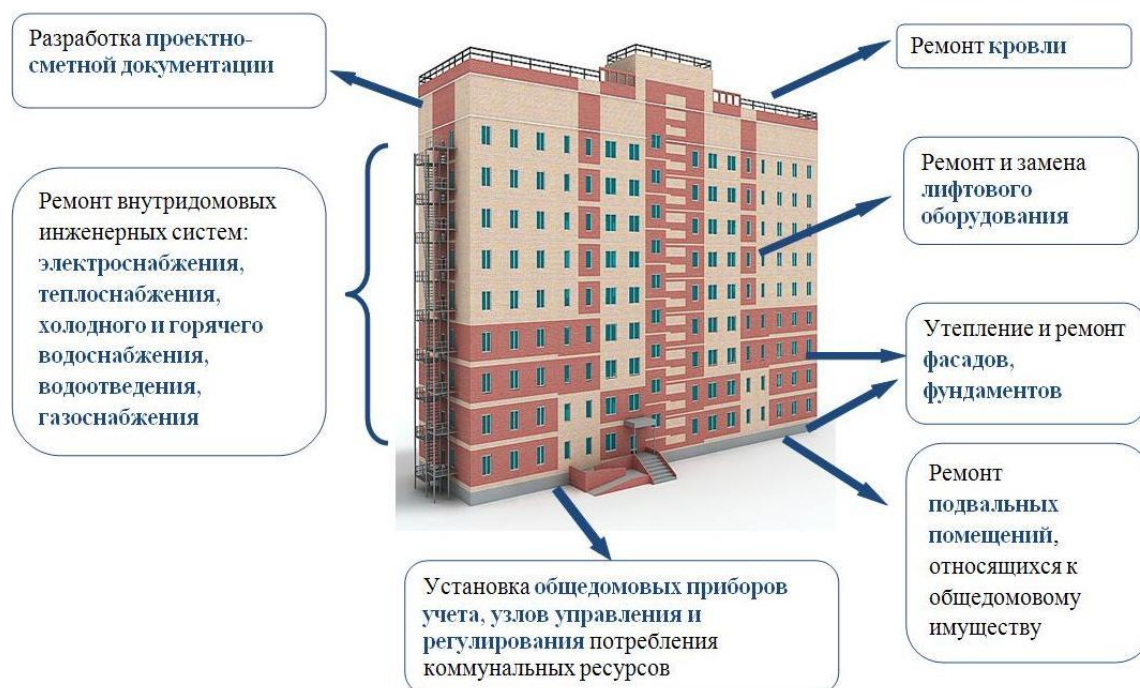 Разработка проектно-
сметной документации
Ремонт кровли
Ремонт внутридомовых
инженерных систем:
электроснабжения,
теплоснабжения,
холодного и горячего
водоснабжения,
водоотведения,
газоснабжения
Ремонт и замена
лифтового
оборудования
Утепление и ремонт
фасадов,
фундаментов
Ремонт
подвальных
помещений,
относящихся к
общедомовому
имуществу
Установка общедомовых приборов
учета, узлов управления и
регулирования потребления
коммунальных ресурсов